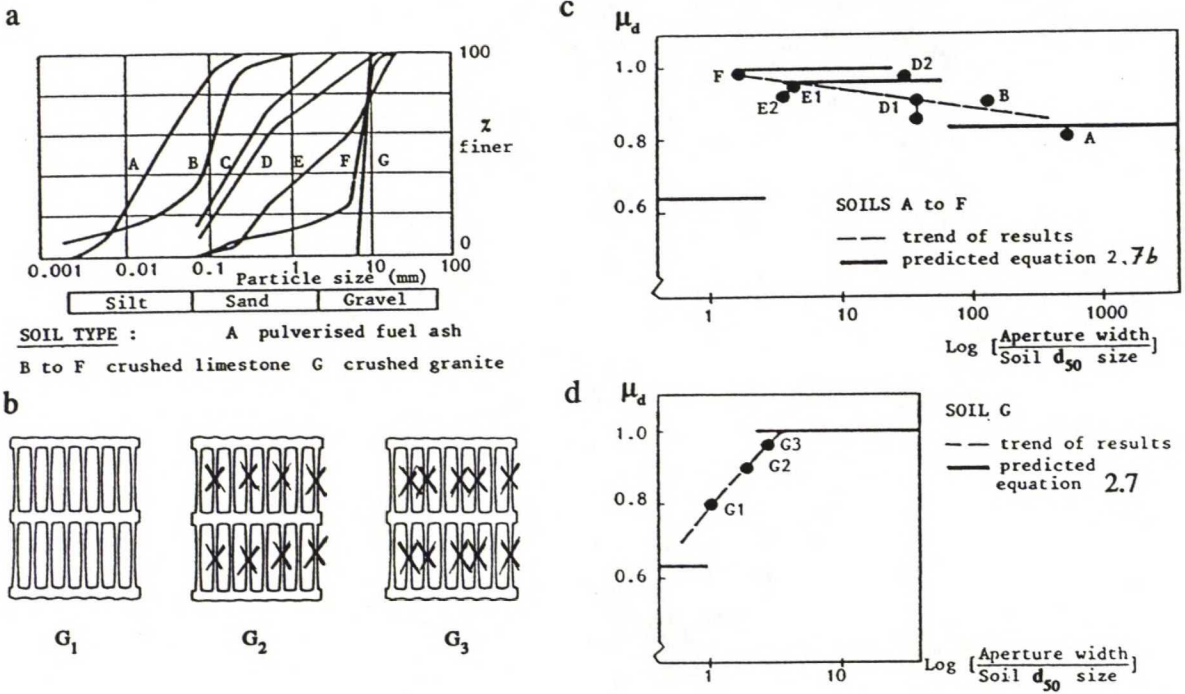 a
100
%
finer
A B C D E F G
0
0.001 0.01 0.1 1 10 100
Particle size (mm)
Silt Sand Gravel
SOIL TYPE : A pulverised fuel ash
B to F crushed limestone G crushed granite
b
G1 G2 G3
c
μd
1.0
0.8
0.6
F E2 E1 D2 D1 B A
SOILS A to F
trend of results
predicted equation 2.7b
1 10 100 1000
Log [Aperture width
Soil d50 size]
d
μd
1.0
0.8
0.6
G3
G2
G1
SOIL G
trend of results
predicted
equation 2.7
1 10
Log [Aperture width
Soil d50 size]